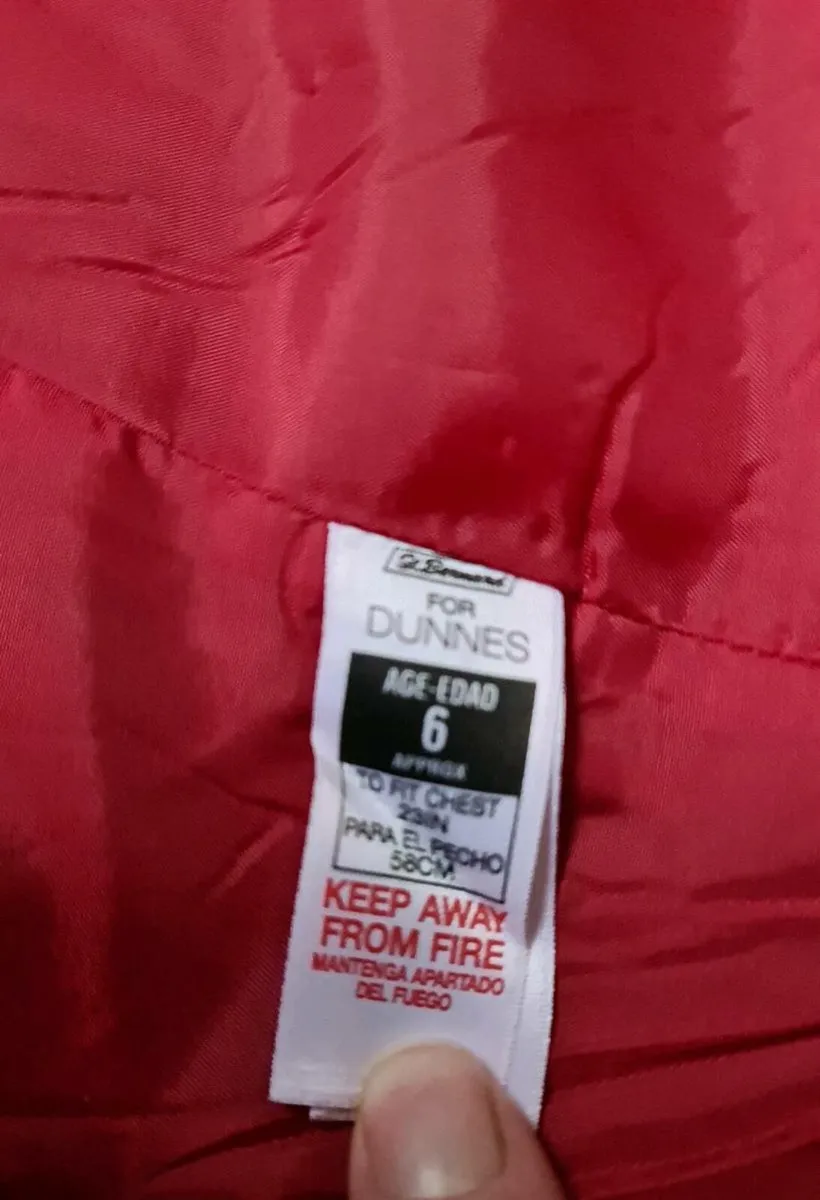 St. Bernard
FOR
DUNNES
AGE-EDAD
6
APPROX
TO FIT CHEST
23IN
PARA EL PECHO
58CM
KEEP AWAY
FROM FIRE
MANTENGA APARTADO
DEL FUEGO